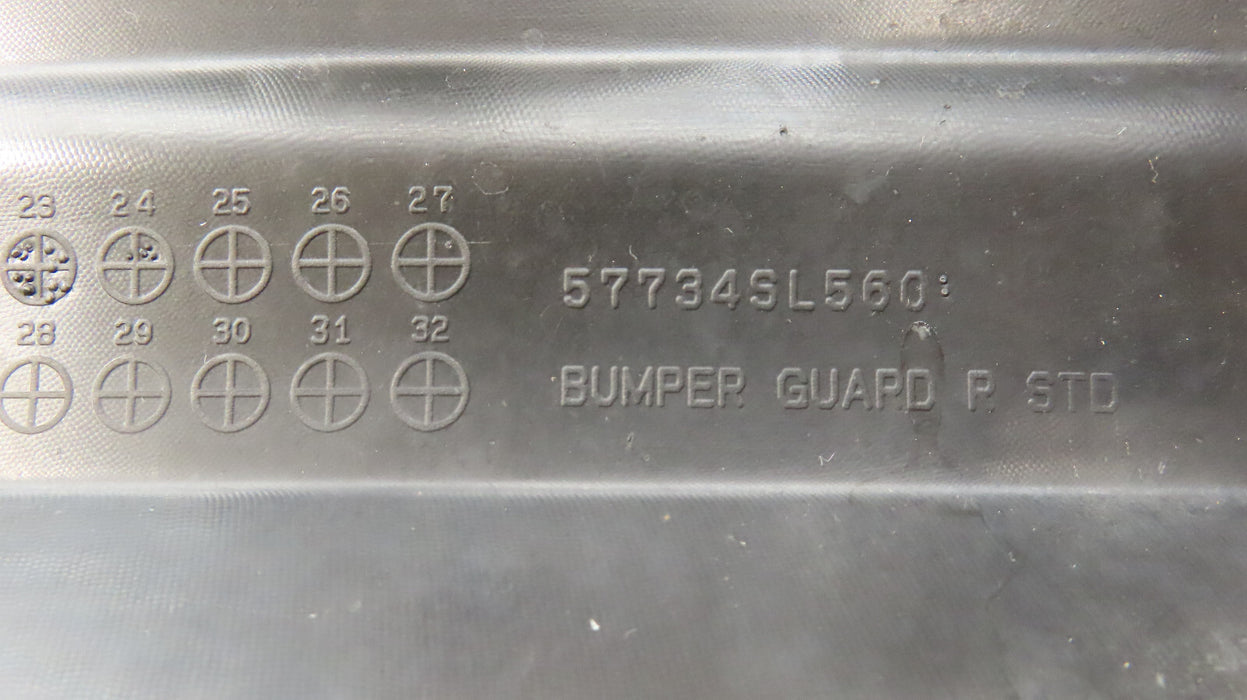 23 24 25 26 27
28 29 30 31 32
57734SL560:
BUMPER GUARD R STD